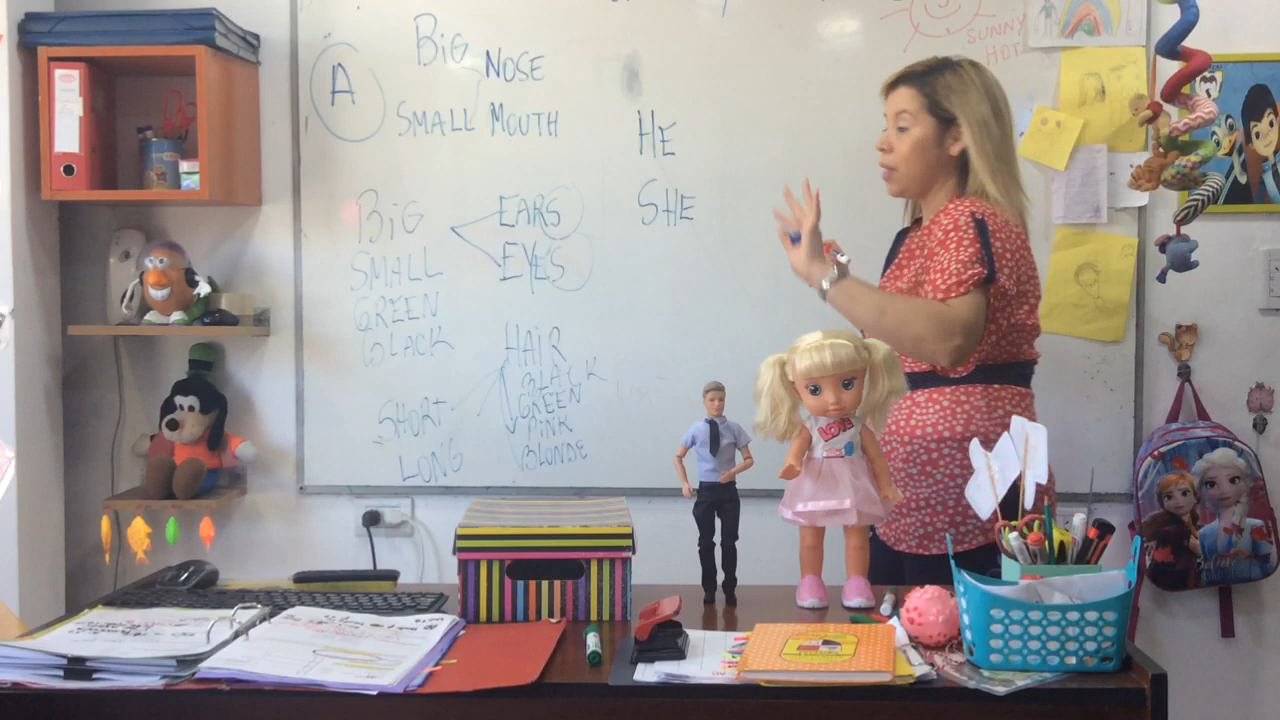 A
BiG
NOSE
SMALL MOUTH
HE
SHE
BiG
SMALL
GREEN
bLACK
EARS
EYES
HAiR
BLACK
GREEN
PiNK
BLONDE
SHORT
LONG
SUNNY
HOT
LOVE